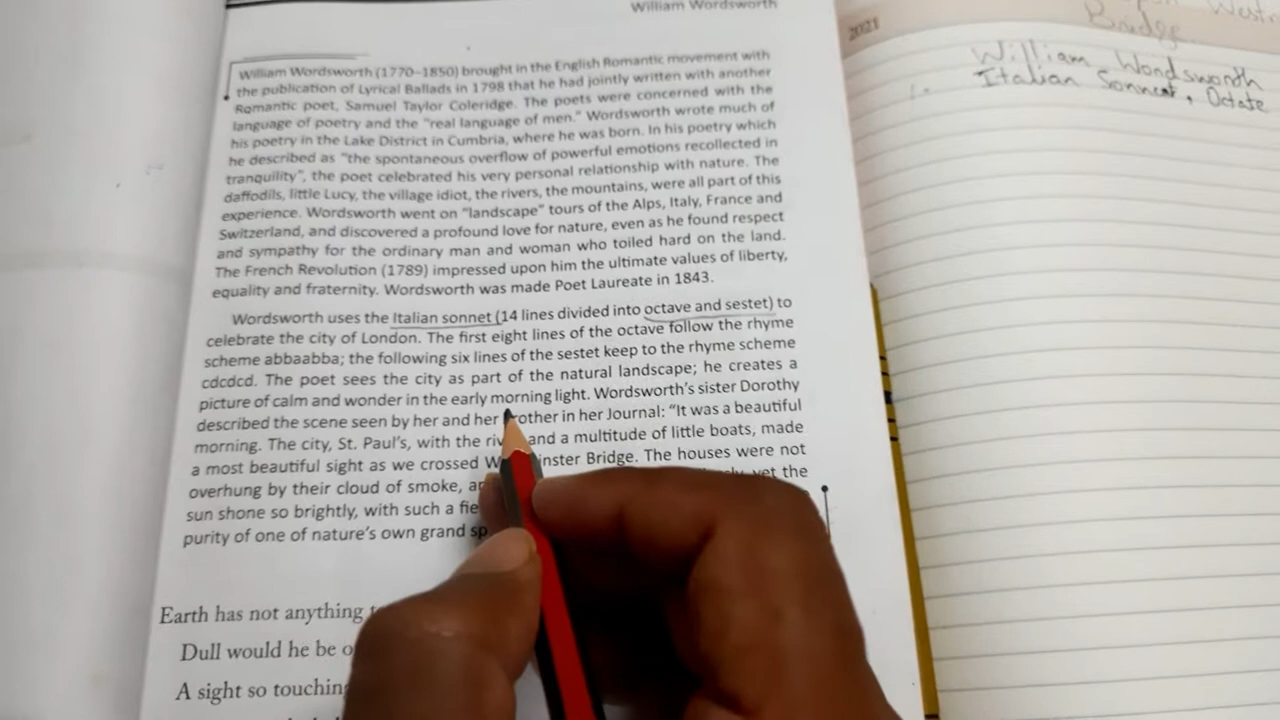 William Wordsworth
William Wordsworth (1770–1850) brought in the English Romantic movement with
the publication of Lyrical Ballads in 1798 that he had jointly written with another
Romantic poet, Samuel Taylor Coleridge. The poets were concerned with the
language of poetry and the "real language of men." Wordsworth wrote much of
his poetry in the Lake District in Cumbria, where he was born. In his poetry which
he described as "the spontaneous overflow of powerful emotions recollected in
tranquility", the poet celebrated his very personal relationship with nature. The
daffodils, little Lucy, the village idiot, the rivers, the mountains, were all part of this
experience. Wordsworth went on "landscape" tours of the Alps, Italy, France and
Switzerland, and discovered a profound love for nature, even as he found respect
and sympathy for the ordinary man and woman who toiled hard on the land.
The French Revolution (1789) impressed upon him the ultimate values of liberty,
equality and fraternity. Wordsworth was made Poet Laureate in 1843.
Wordsworth uses the Italian sonnet (14 lines divided into octave and sestet) to
celebrate the city of London. The first eight lines of the octave follow the rhyme
scheme abbaabba; the following six lines of the sestet keep to the rhyme scheme
cdcdcd. The poet sees the city as part of the natural landscape; he creates a
picture of calm and wonder in the early morning light. Wordsworth's sister Dorothy
described the scene seen by her and her brother in her Journal: "It was a beautiful
morning. The city, St. Paul's, with the and a multitude of little boats, made
a most beautiful sight as we crossed Bridge. The houses were not
overhung by their cloud of smoke, yet the
sun shone so brightly, with such a
purity of one of nature's own grand
Earth has not anything
Dull would he be
A sight so touching
2021
Bridge
William Wordsworth
1. Italian Sonnet, Octate